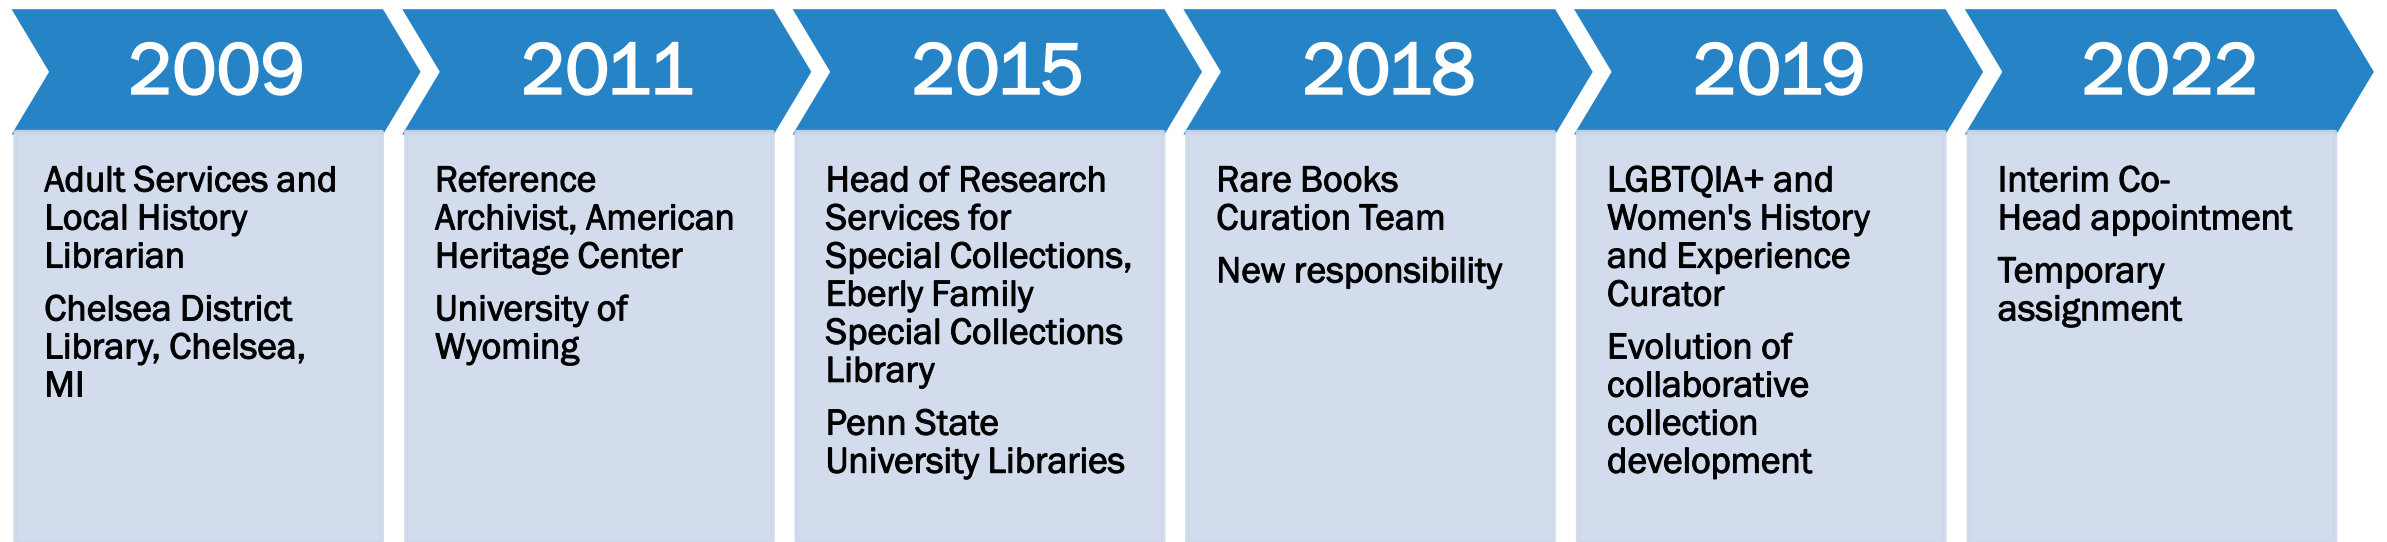 2009
Adult Services and
Local History
Librarian
Chelsea District
Library, Chelsea,
MI
2011
Reference
Archivist, American
Heritage Center
University of
Wyoming
2015
Head of Research
Services for
Special Collections,
Eberly Family
Special Collections
Library
Penn State
University Libraries
2018
Rare Books
Curation Team
New responsibility
2019
LGBTQIA+ and
Women's History
and Experience
Curator
Evolution of
collaborative
collection
development
2022
Interim Co-
Head appointment
Temporary
assignment